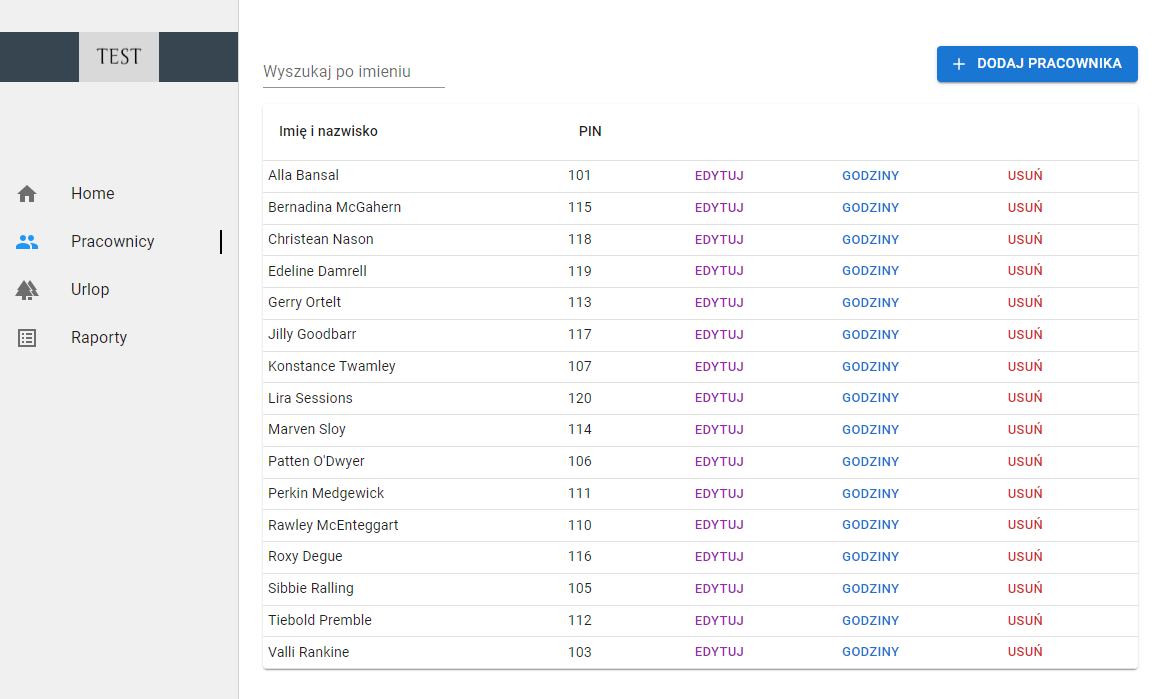 TEST
Home
Pracownicy
Urlop
Raporty
Wyszukaj po imieniu
+ DODAJ PRACOWNIKA
Imię i nazwisko PIN
Alla Bansal 101 EDYTUJ GODZINY USUŃ
Bernadina McGahern 115 EDYTUJ GODZINY USUŃ
Christean Nason 118 EDYTUJ GODZINY USUŃ
Edeline Damrell 119 EDYTUJ GODZINY USUŃ
Gerry Ortelt 113 EDYTUJ GODZINY USUŃ
Jilly Goodbarr 117 EDYTUJ GODZINY USUŃ
Konstance Twamley 107 EDYTUJ GODZINY USUŃ
Lira Sessions 120 EDYTUJ GODZINY USUŃ
Marven Sloy 114 EDYTUJ GODZINY USUŃ
Patten O'Dwyer 106 EDYTUJ GODZINY USUŃ
Perkin Medgewick 111 EDYTUJ GODZINY USUŃ
Rawley McEnteggart 110 EDYTUJ GODZINY USUŃ
Roxy Degue 116 EDYTUJ GODZINY USUŃ
Sibbie Ralling 105 EDYTUJ GODZINY USUŃ
Tiebold Premble 112 EDYTUJ GODZINY USUŃ
Valli Rankine 103 EDYTUJ GODZINY USUŃ